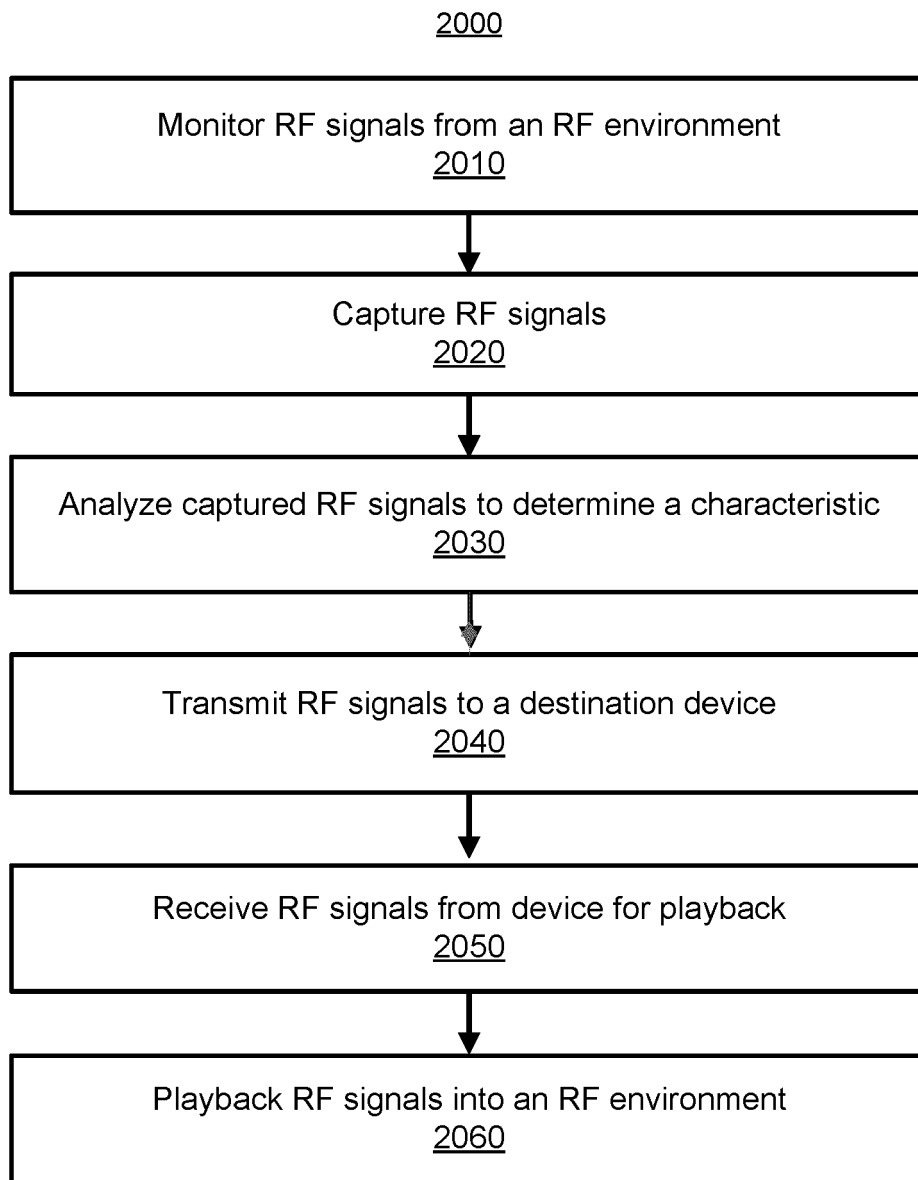 2000
Monitor RF signals from an RF environment
2010
Capture RF signals
2020
Analyze captured RF signals to determine a characteristic
2030
Transmit RF signals to a destination device
2040
Receive RF signals from device for playback
2050
Playback RF signals into an RF environment
2060